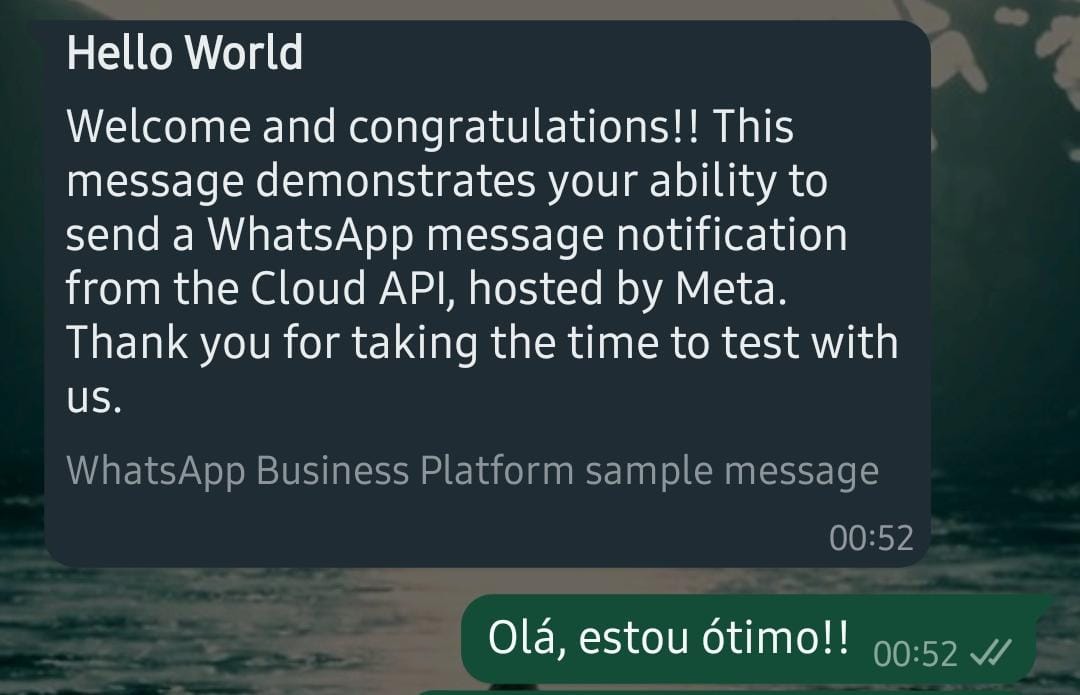 Hello World
Welcome and congratulations!! This
message demonstrates your ability to
send a WhatsApp message notification
from the Cloud API, hosted by Meta.
Thank you for taking the time to test with
us.
WhatsApp Business Platform sample message
00:52
Olá, estou ótimo!! 00:52